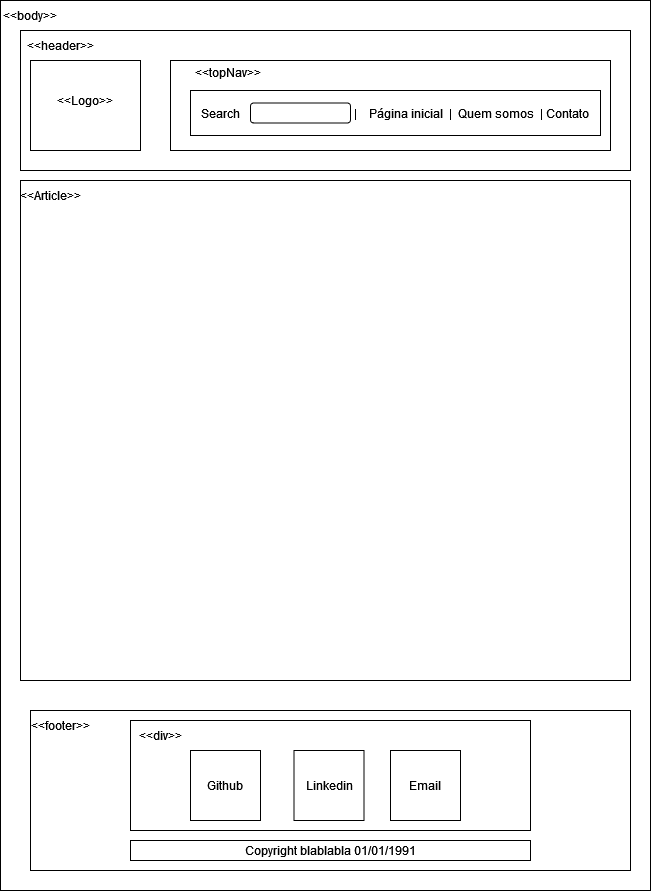 <<body>>
<<header>>
<<Logo>>
<<topNav>>
Search | Página inicial | Quem somos | Contato
<<Article>>
<<footer>>
<<div>>
Github Linkedin Email
Copyright blablabla 01/01/1991